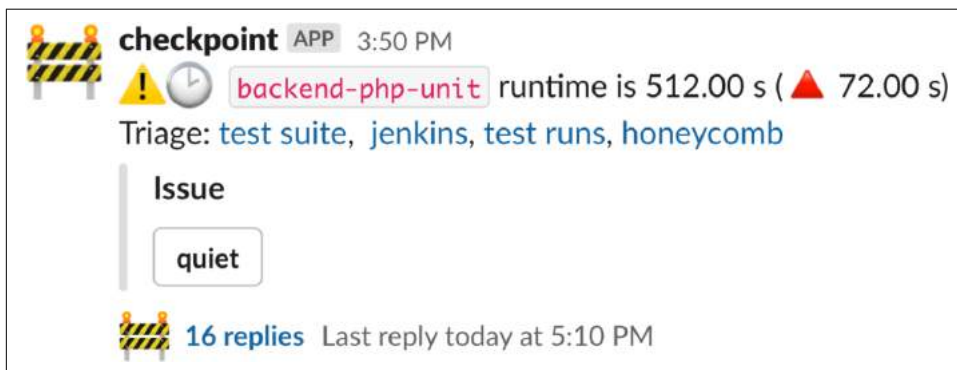 checkpoint APP 3:50 PM
backend-php-unit runtime is 512.00 s ( 72.00 s)
Triage: test suite, jenkins, test runs, honeycomb
Issue
quiet
16 replies Last reply today at 5:10 PM